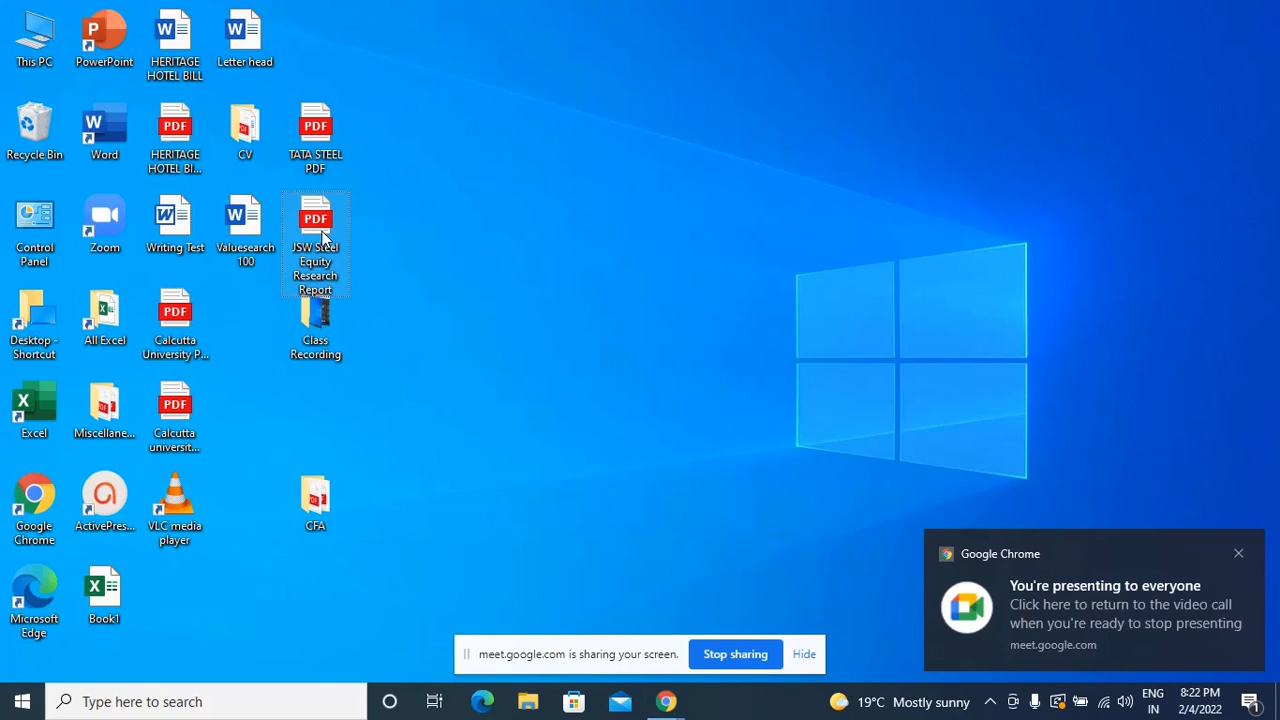 This PC
PowerPoint
HERITAGE
HOTEL BILL
Letter head
Recycle Bin
Word
PDF
HERITAGE
HOTEL BI...
CV
PDF
TATA STEEL
PDF
Control
Panel
Zoom
Writing Test
Valuesearch
100
PDF
JSW Steel
Equity
Research
Report
Desktop -
Shortcut
All Excel
PDF
Calcutta
University P...
Class
Recording
Excel
Miscellane...
PDF
Calcutta
universit...
Google
Chrome
ActivePres...
VLC media
player
CFA
Microsoft
Edge
Book1
Google Chrome
You're presenting to everyone
Click here to return to the video call
when you're ready to stop presenting
meet.google.com
meet.google.com is sharing your screen.
Stop sharing
Hide
Type here to search
19°C Mostly sunny
ENG
IN
8:22 PM
2/4/2022
1